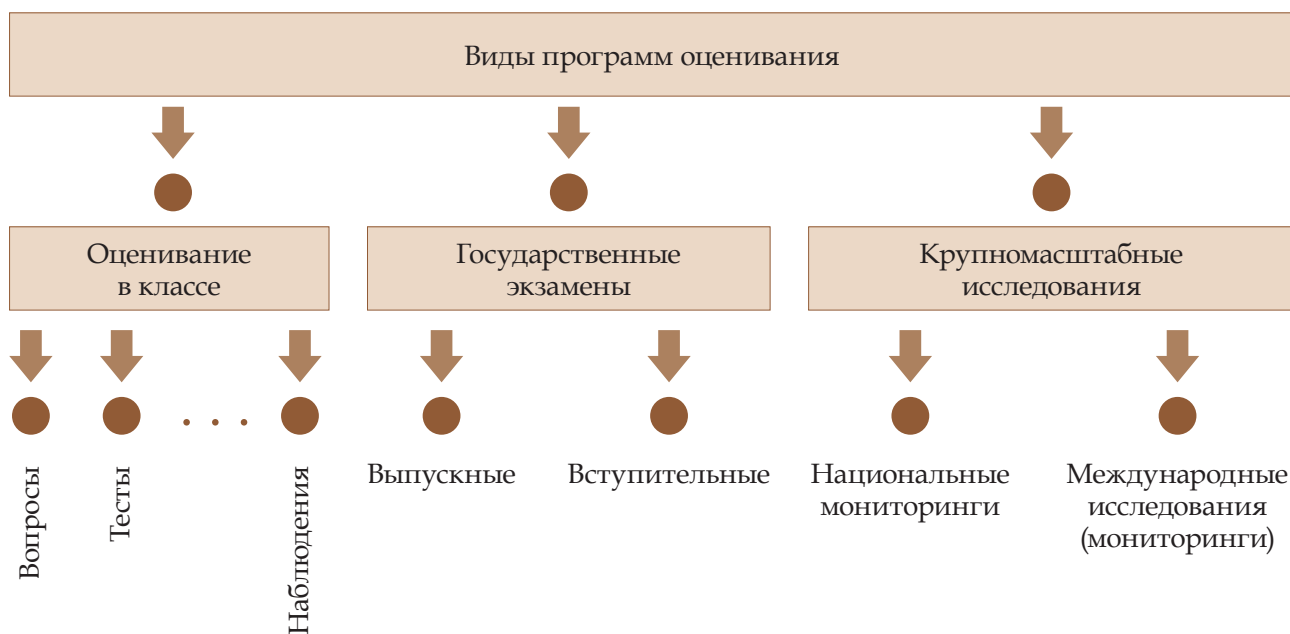 Виды программ оценивания
Оценивание
в классе
Государственные
экзамены
Крупномасштабные
исследования
Вопросы
Тесты
. . .
Наблюдения
Выпускные
Вступительные
Национальные
мониторинги
Международные
исследования
(мониторинги)